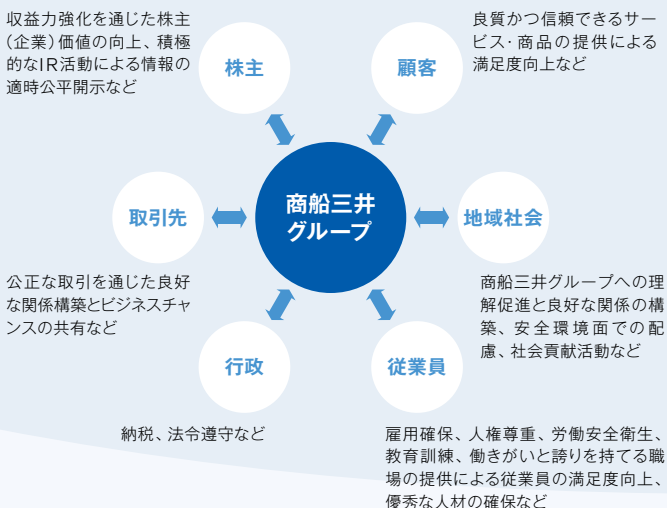 収益力強化を通じた株主
（企業）価値の向上、積極
的なIR活動による情報の
適時公平開示など
株主
顧客
良質かつ信頼できるサー
ビス・商品の提供による
満足度向上など
取引先
商船三井
グループ
地域社会
公正な取引を通じた良好
な関係構築とビジネスチャ
ンスの共有など
商船三井グループへの理
解促進と良好な関係の構
築、安全環境面での配
慮、社会貢献活動など
行政
従業員
納税、法令遵守など
雇用確保、人権尊重、労働安全衛生、
教育訓練、働きがいと誇りを持てる職
場の提供による従業員の満足度向上、
優秀な人材の確保など